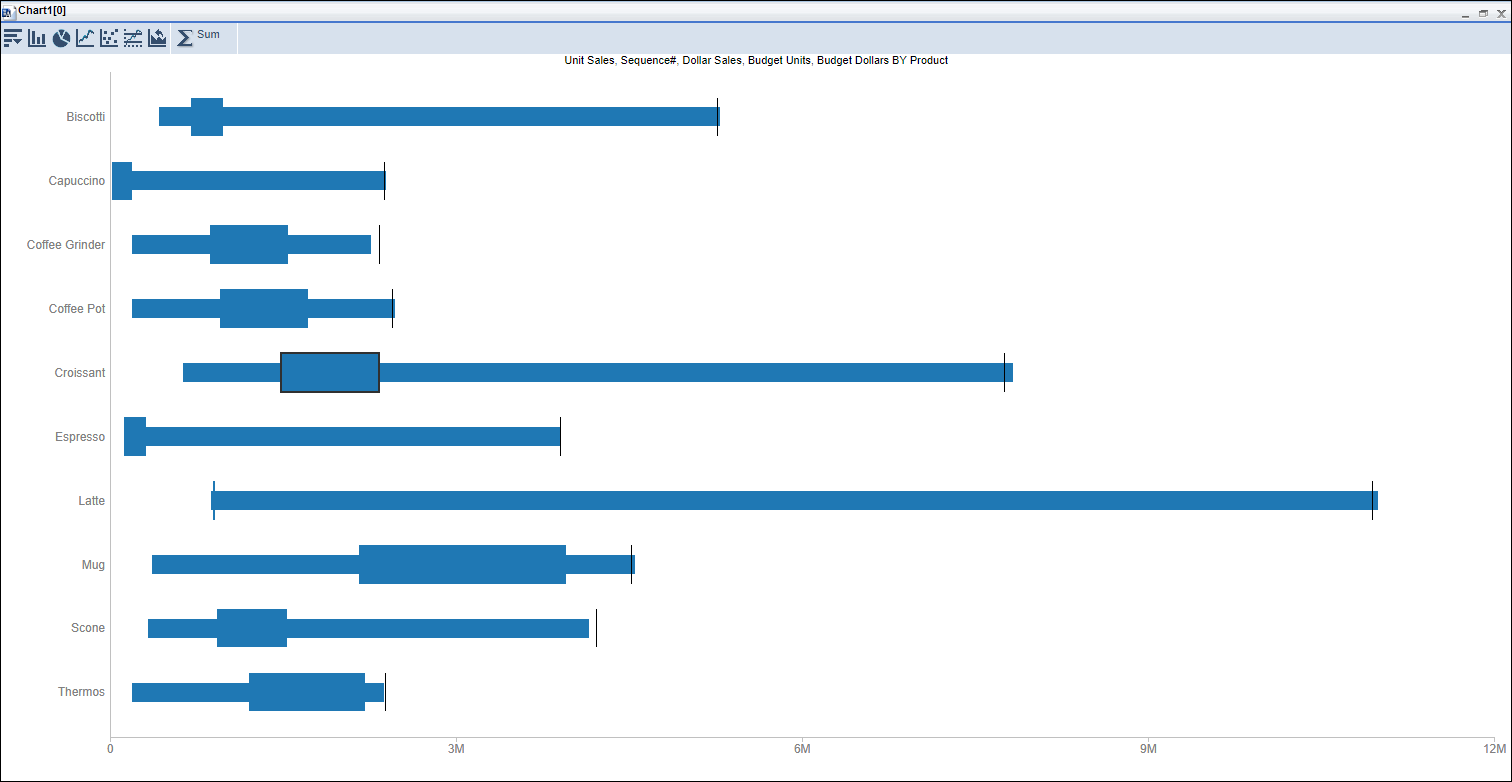 Chart1[0]
Sum
Unit Sales, Sequence#, Dollar Sales, Budget Units, Budget Dollars BY Product
Biscotti
Capuccino
Coffee Grinder
Coffee Pot
Croissant
Espresso
Latte
Mug
Scone
Thermos
0 3M 6M 9M 12M